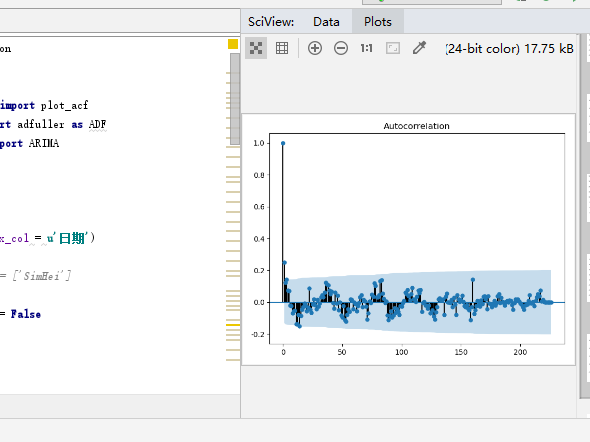 SciView:
Data
Plots
1:1
(24-bit color) 17.75 kB
on
import plot_acf
rt adfuller as ADF
port ARIMA
x_col = u'日期')
= ['SimHei']
= False
Autocorrelation
1.0
0.8
0.6
0.4
0.2
0.0
-0.2
0
50
100
150
200